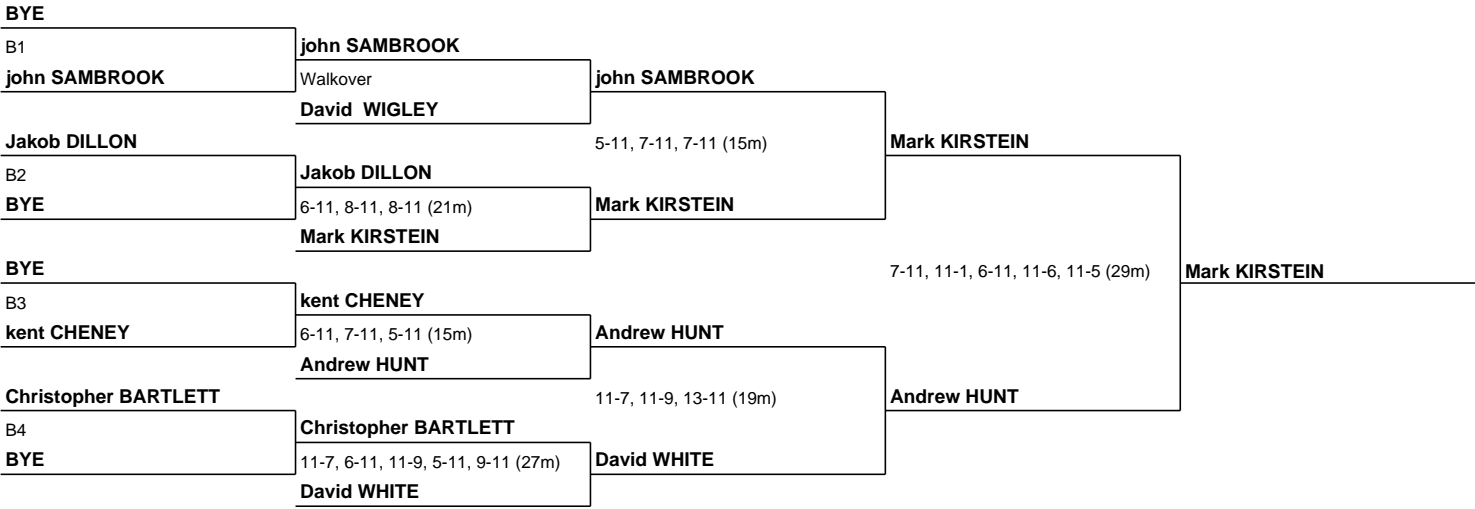 BYE
B1
john SAMBROOK
john SAMBROOK
Walkover
john SAMBROOK
David  WIGLEY
Jakob DILLON
5-11, 7-11, 7-11 (15m)
Mark KIRSTEIN
B2
Jakob DILLON
BYE
6-11, 8-11, 8-11 (21m)
Mark KIRSTEIN
Mark KIRSTEIN
BYE
7-11, 11-1, 6-11, 11-6, 11-5 (29m)
Mark KIRSTEIN
B3
kent CHENEY
kent CHENEY
6-11, 7-11, 5-11 (15m)
Andrew HUNT
Andrew HUNT
Christopher BARTLETT
11-7, 11-9, 13-11 (19m)
Andrew HUNT
B4
Christopher BARTLETT
BYE
11-7, 6-11, 11-9, 5-11, 9-11 (27m)
David WHITE
David WHITE